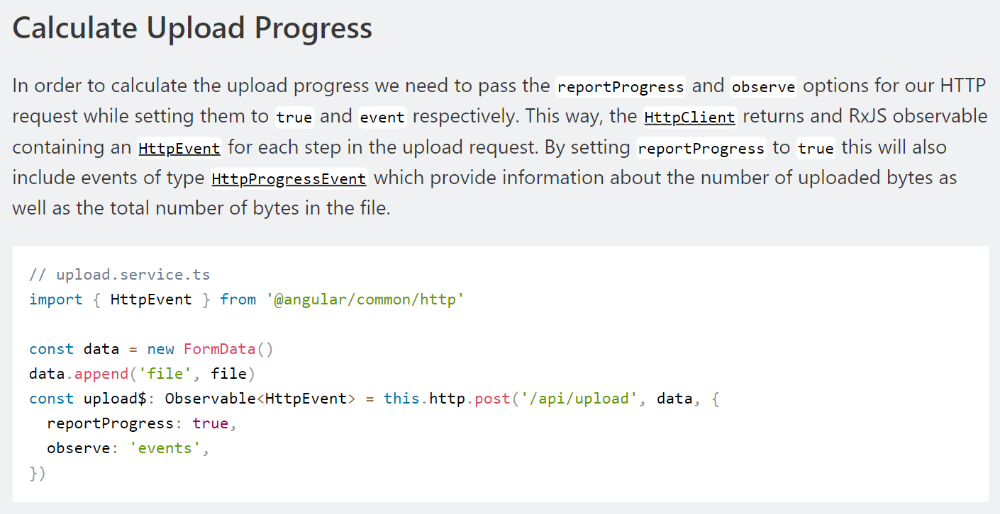 Calculate Upload Progress
In order to calculate the upload progress we need to pass the reportProgress and observe options for our HTTP
request while setting them to true and event respectively. This way, the HttpClient returns and RxJS observable
containing an HttpEvent for each step in the upload request. By setting reportProgress to true this will also
include events of type HttpProgressEvent which provide information about the number of uploaded bytes as
well as the total number of bytes in the file.
// upload.service.ts
import { HttpEvent } from '@angular/common/http'
const data = new FormData()
data.append('file', file)
const upload$: Observable<HttpEvent> = this.http.post('/api/upload', data, {
  reportProgress: true,
  observe: 'events',
})